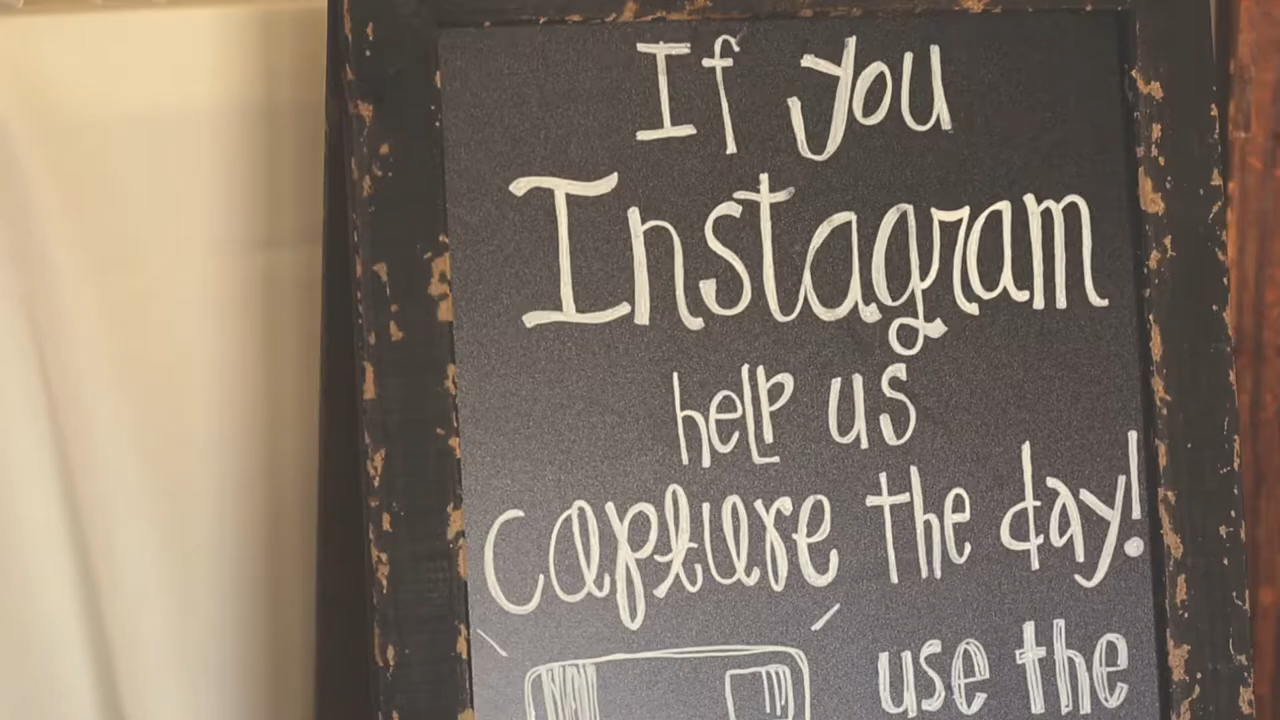 If you
Instagram
help us
capture the day!
use the